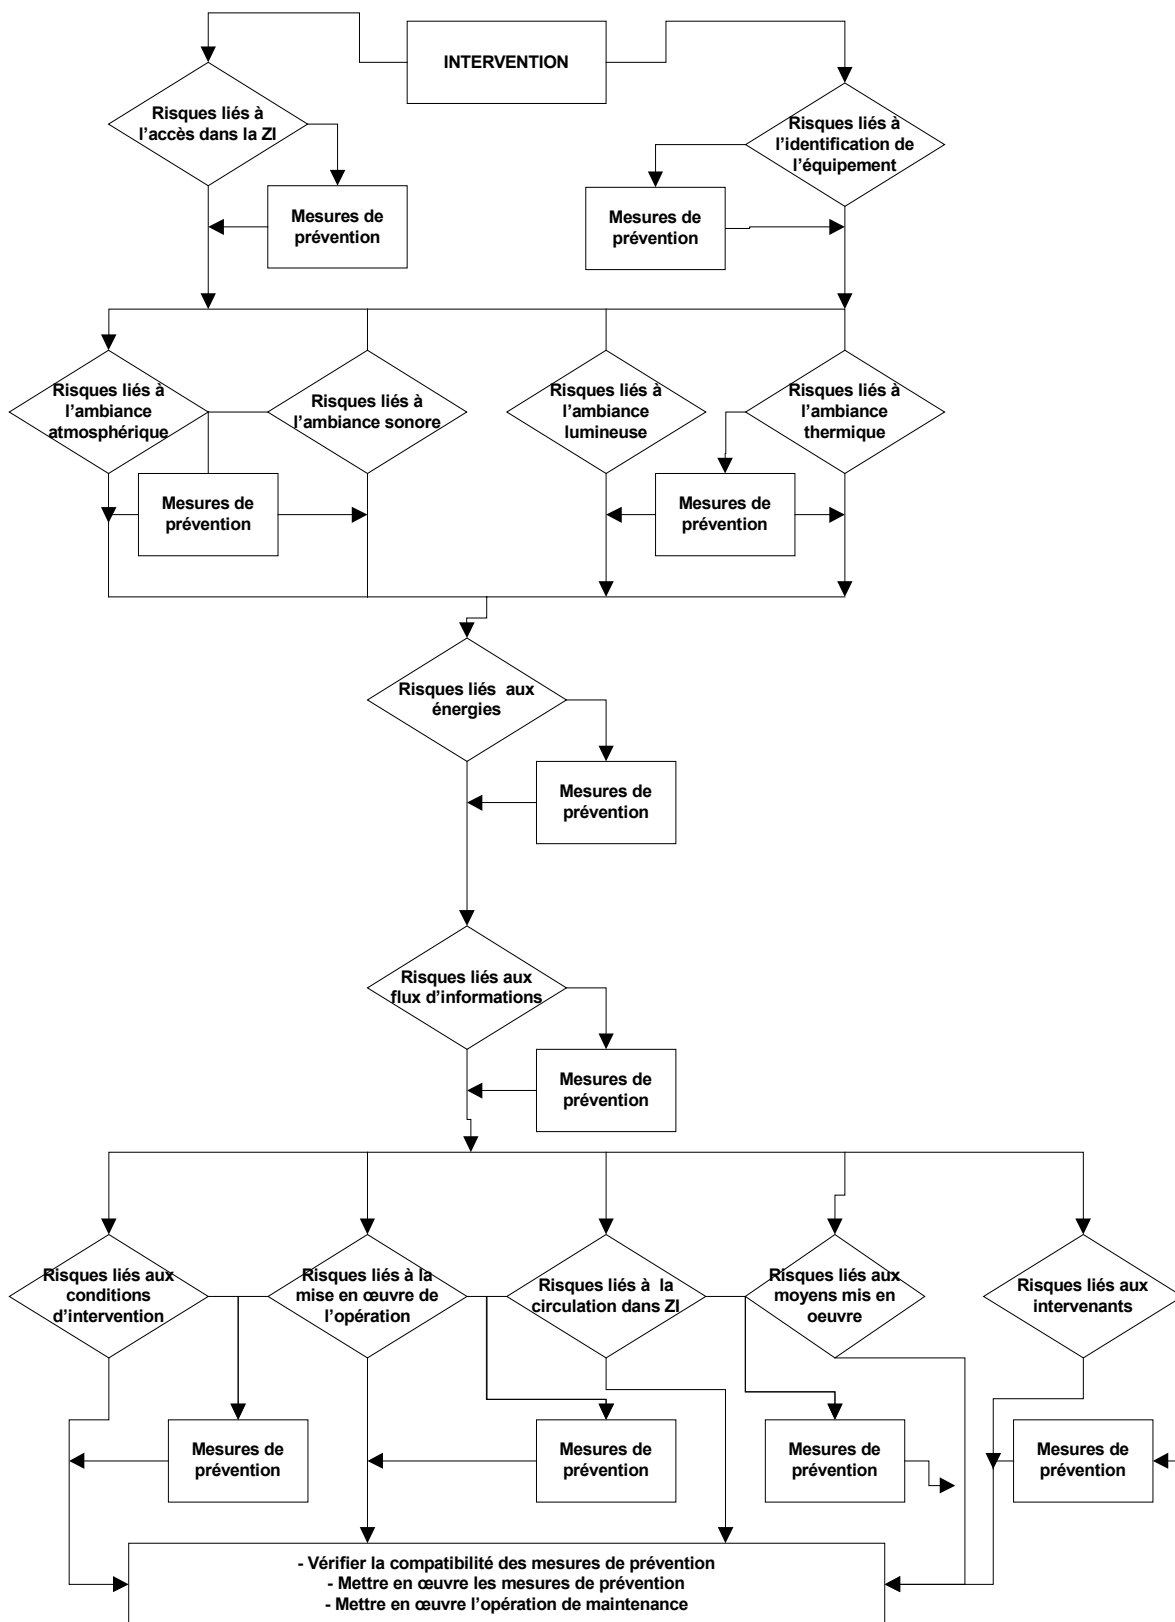 INTERVENTION
Risques liés à
l'accès dans la ZI
Risques liés à
l'identification de
l'équipement
Mesures de
prévention
Mesures de
prévention
Risques liés à
l'ambiance
atmosphérique
Risques liés à
l'ambiance sonore
Risques liés à
l'ambiance
lumineuse
Risques liés à
l'ambiance
thermique
Mesures de
prévention
Mesures de
prévention
Risques liés  aux
énergies
Mesures de
prévention
Risques liés aux
flux d'informations
Mesures de
prévention
Risques liés aux
conditions
d'intervention
Risques liés à la
mise en œuvre de
l'opération
Risques liés à  la
circulation dans ZI
Risques liés aux
moyens mis en
oeuvre
Risques liés aux
intervenants
Mesures de
prévention
Mesures de
prévention
Mesures de
prévention
Mesures de
prévention
- Vérifier la compatibilité des mesures de prévention
- Mettre en œuvre les mesures de prévention
- Mettre en œuvre l'opération de maintenance